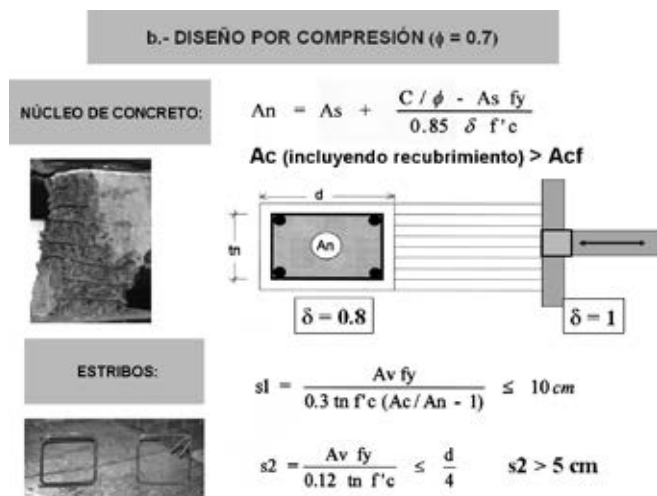 b.- DISEÑO POR COMPRESIÓN (ϕ = 0.7)
NÚCLEO DE CONCRETO:
An = As + (C / ϕ - As fy) / (0.85 δ f'c)
Ac (incluyendo recubrimiento) > Acf
d
tn
An
δ = 0.8
δ = 1
ESTRIBOS:
s1 = (Av fy) / (0.3 tn f'c (Ac/An - 1)) ≤ 10 cm
s2 = (Av fy) / (0.12 tn f'c) ≤ d/4 s2 > 5 cm